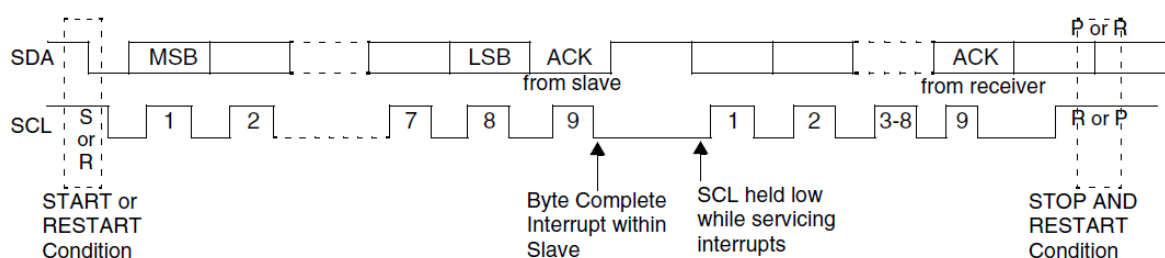 P or R
SDA MSB LSB ACK ACK
from slave from receiver
SCL S or R 1 2 7 8 9 1 2 3-8 9 R or P
START or
RESTART
Condition
Byte Complete
Interrupt within
Slave
SCL held low
while servicing
interrupts
STOP AND
RESTART
Condition